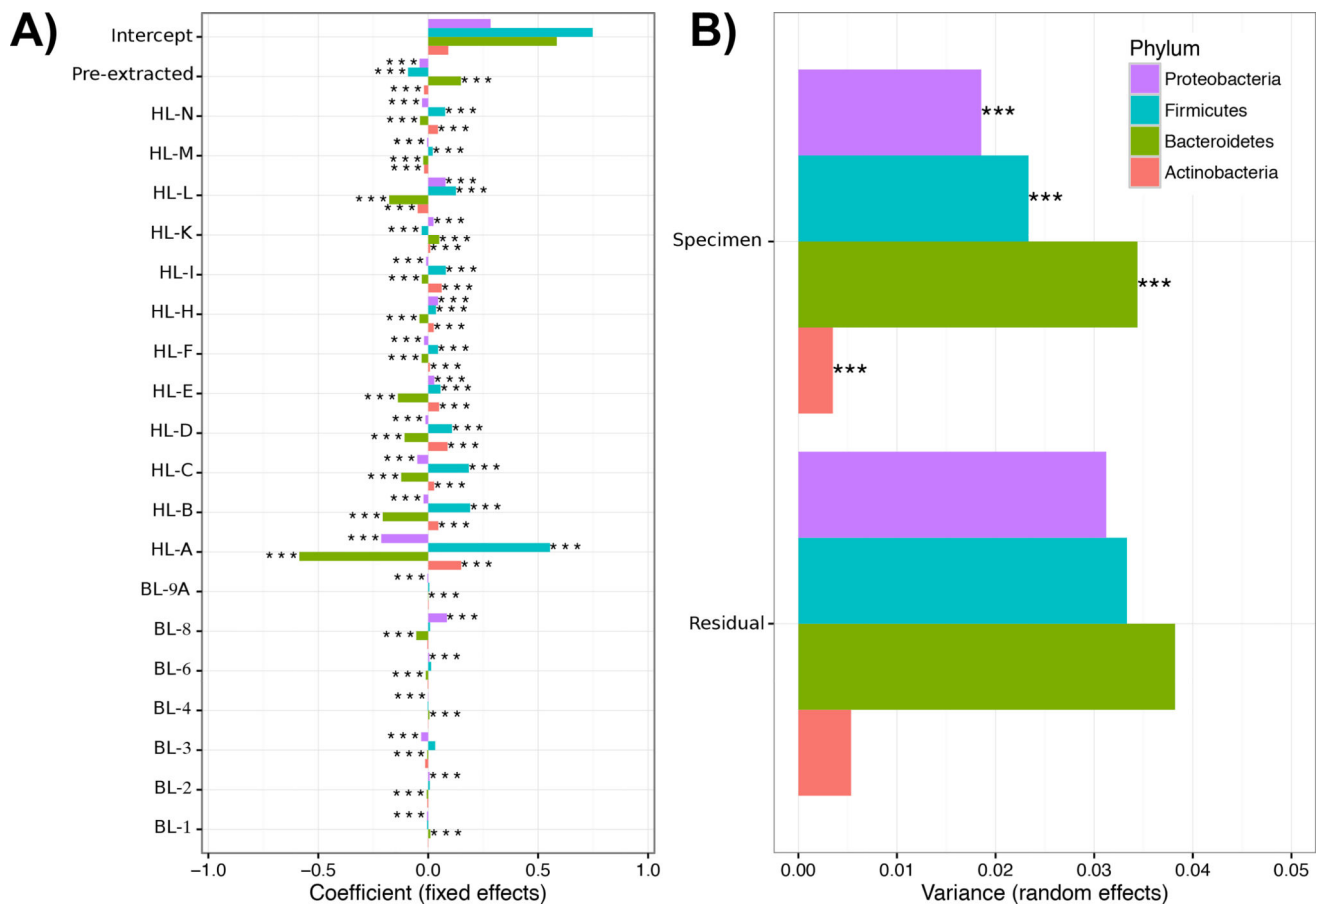 A)
Intercept
Pre-extracted
HL-N
HL-M
HL-L
HL-K
HL-I
HL-H
HL-F
HL-E
HL-D
HL-C
HL-B
HL-A
BL-9A
BL-8
BL-6
BL-4
BL-3
BL-2
BL-1
−1.0 −0.5 0.0 0.5 1.0
Coefficient (fixed effects)
B)
Phylum
Proteobacteria
Firmicutes
Bacteroidetes
Actinobacteria
***
***
***
***
Specimen
Residual
0.00 0.01 0.02 0.03 0.04 0.05
Variance (random effects)